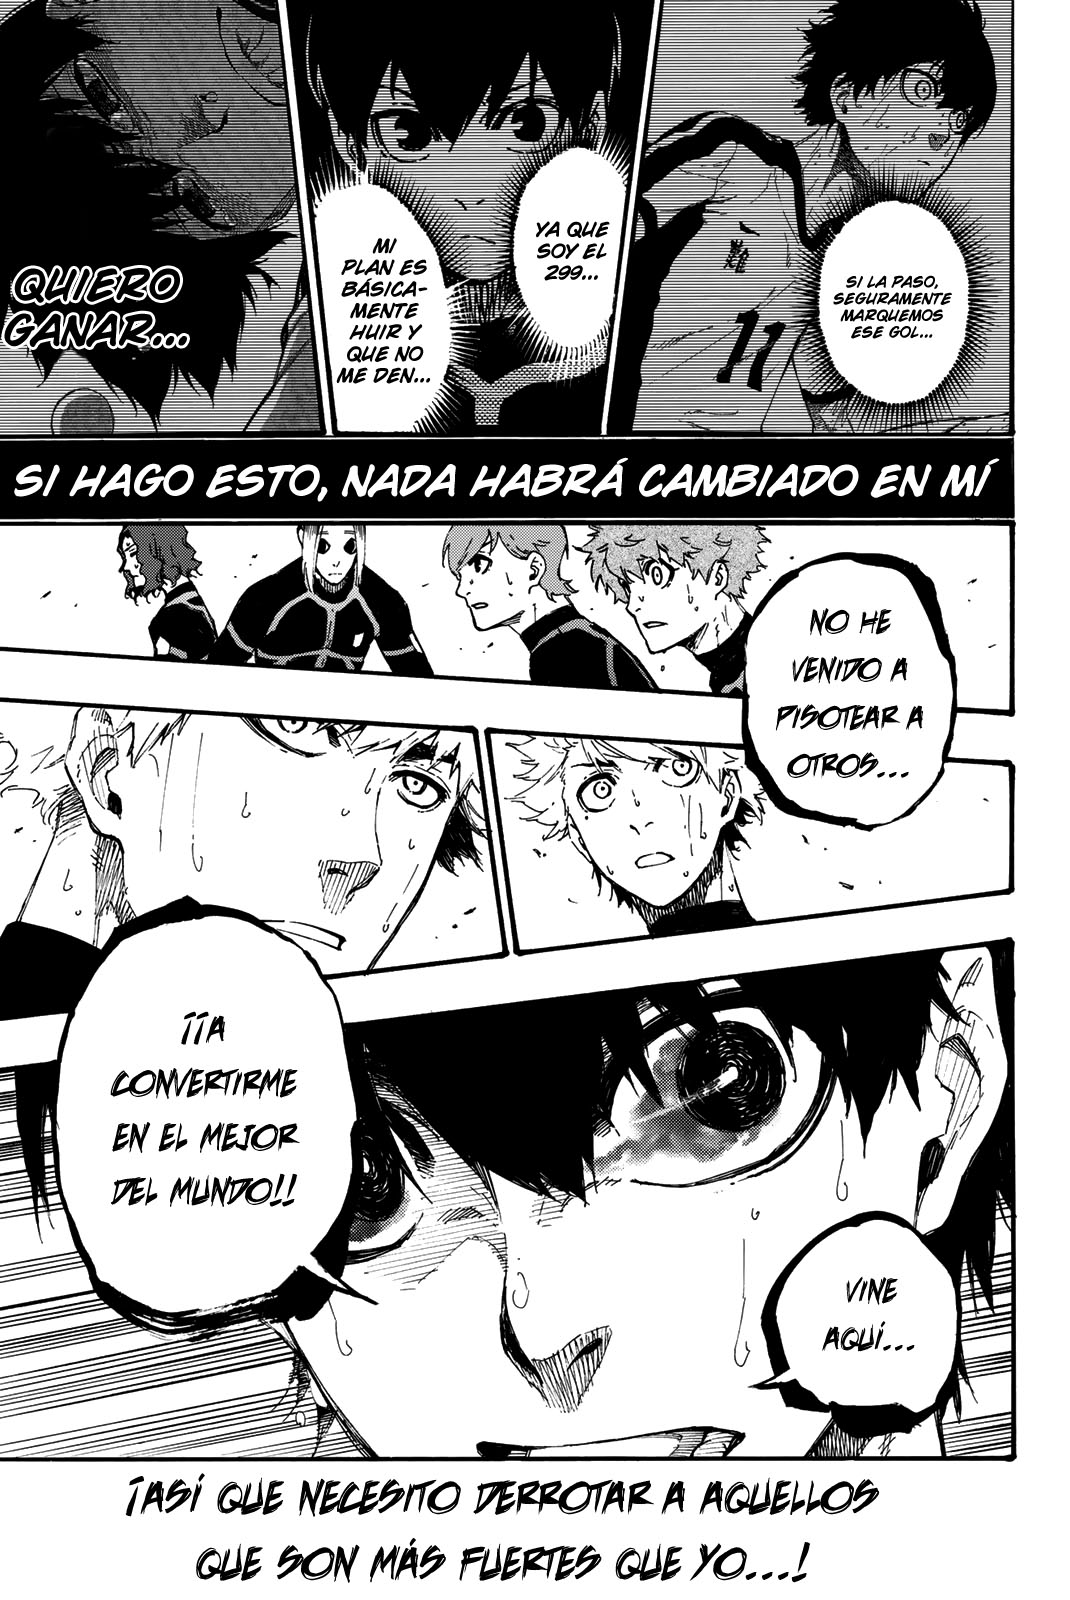 SI LA PASO,
SEGURAMENTE
MARQUEMOS
ESE GOL...
難
11
YA QUE
SOY EL
299...
MI
PLAN ES
BÁSICA-
MENTE
HUIR Y
QUE NO
ME DEN...
QUIERO
GANAR...
SI HAGO ESTO, NADA HABRÁ CAMBIADO EN MÍ
NO HE
VENIDO A
PISOTEAR A
OTROS...
VINE
AQUÍ...
¡¡A
CONVERTIRME
EN EL MEJOR
DEL MUNDO!!
¡ASÍ QUE NECESITO DERROTAR A AQUELLOS
QUE SON MÁS FUERTES QUE YO...!